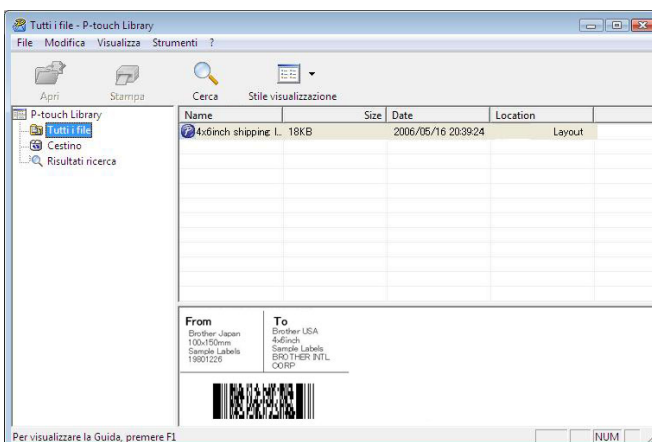 Tutti i file - P-touch Library
File Modifica Visualizza Strumenti ?
Apri Stampa Cerca Stile visualizzazione
P-touch Library
Tutti i file
Cestino
Risultati ricerca
Name Size Date Location
4x6inch shipping l... 18KB 2006/05/16 20:39:24 Layout
From
Brother Japan
100x150mm
Sample Labels
19801226
To
Brother USA
4x6inch
Sample Labels
BROTHER INTL
CORP
Per visualizzare la Guida, premere F1 NUM